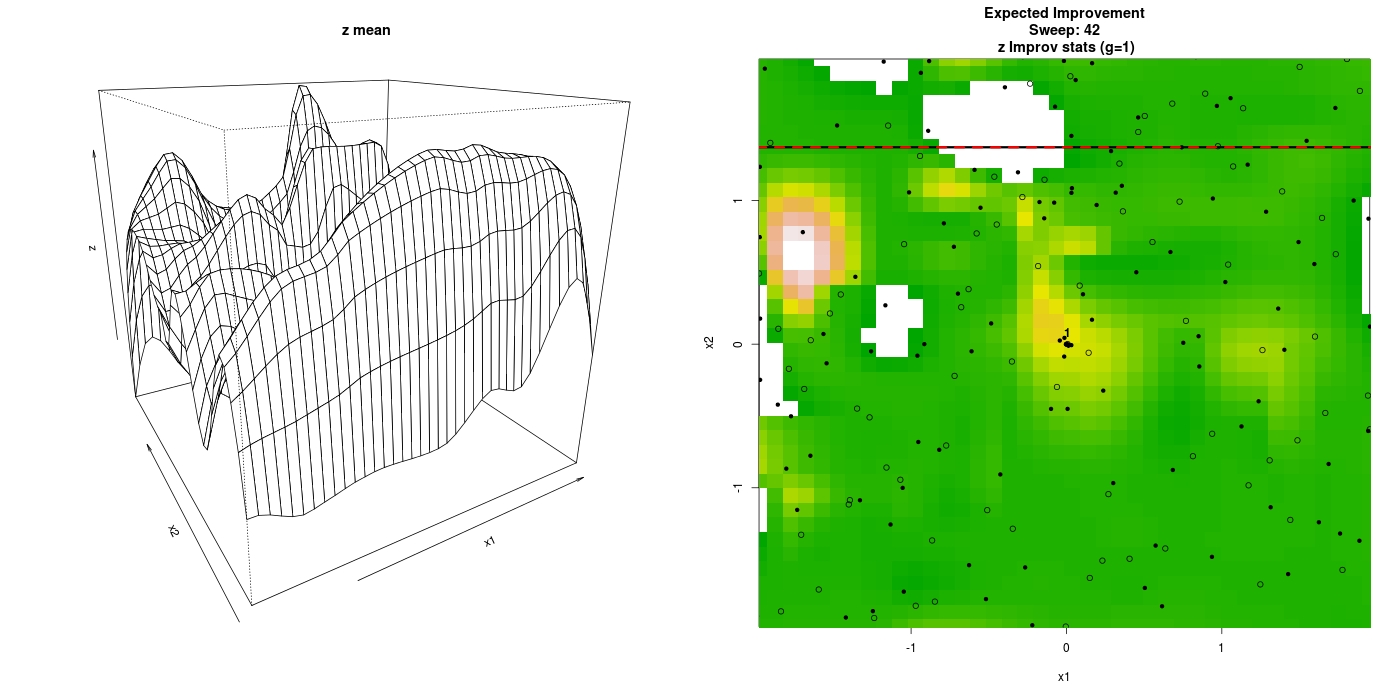 z mean
z
x2
x1
Expected Improvement
Sweep: 42
z Improv stats (g=1)
x2
1
0
-1
1
-1
0
1
x1